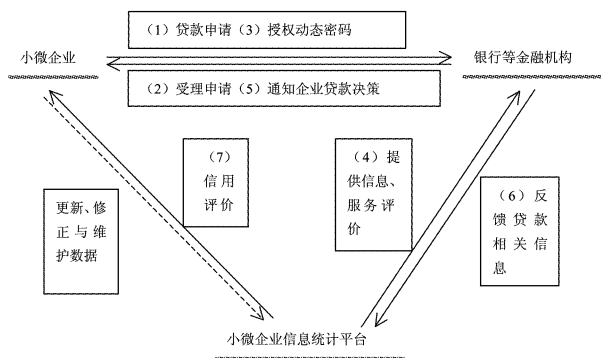 （1）贷款申请（3）授权动态密码
小微企业
银行等金融机构
（2）受理申请（5）通知企业贷款决策
（7）
信用
评价
（4）提
供信息、
服务评
价
更新、修
正与维
护数据
（6）反
馈贷款
相关信
息
小微企业信息统计平台